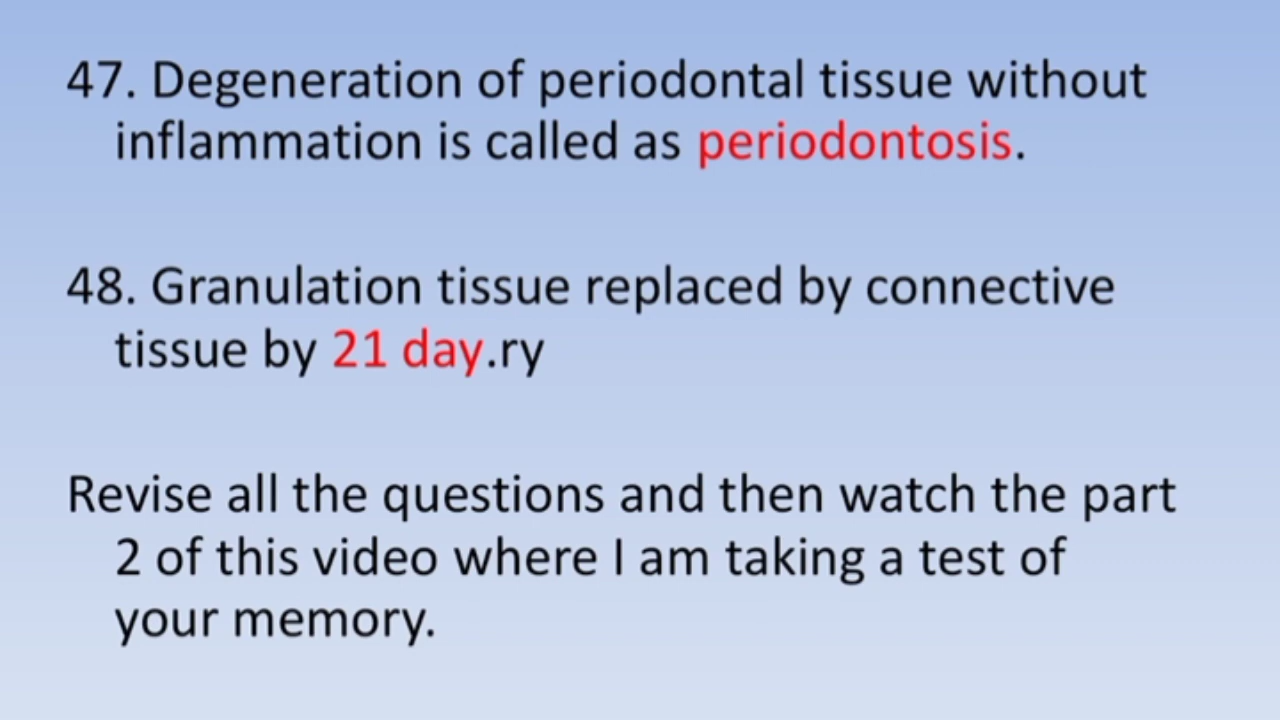 47. Degeneration of periodontal tissue without
inflammation is called as periodontosis.
48. Granulation tissue replaced by connective
tissue by 21 day.ry
Revise all the questions and then watch the part
2 of this video where I am taking a test of
your memory.